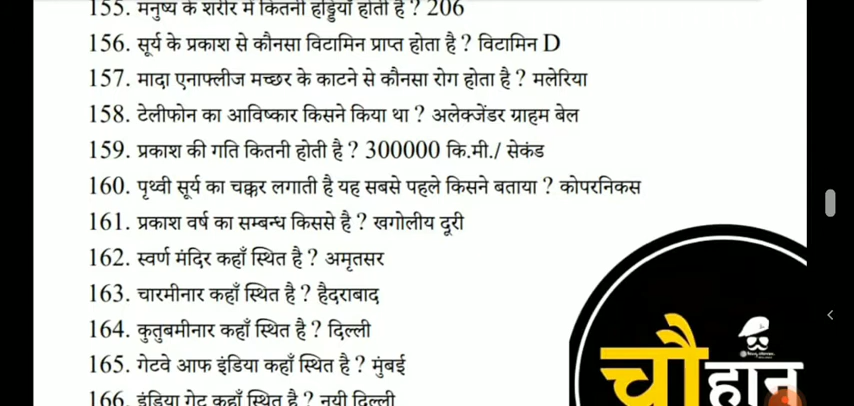 155. मनुष्य के शरीर में कितनी हड्डियाँ होती है ? 206
156. सूर्य के प्रकाश से कौनसा विटामिन प्राप्त होता है ? विटामिन D
157. मादा एनाफ्लीज मच्छर के काटने से कौनसा रोग होता है ? मलेरिया
158. टेलीफोन का आविष्कार किसने किया था ? अलेक्जेंडर ग्राहम बेल
159. प्रकाश की गति कितनी होती है ? 300000 कि.मी./ सेकंड
160. पृथ्वी सूर्य का चक्कर लगाती है यह सबसे पहले किसने बताया ? कोपरनिकस
161. प्रकाश वर्ष का सम्बन्ध किससे है ? खगोलीय दूरी
162. स्वर्ण मंदिर कहाँ स्थित है ? अमृतसर
163. चारमीनार कहाँ स्थित है ? हैदराबाद
164. कुतुबमीनार कहाँ स्थित है ? दिल्ली
165. गेटवे आफ इंडिया कहाँ स्थित है ? मुंबई
166. इंडिया गेट कहाँ स्थित है ? नयी दिल्ली
चौहान